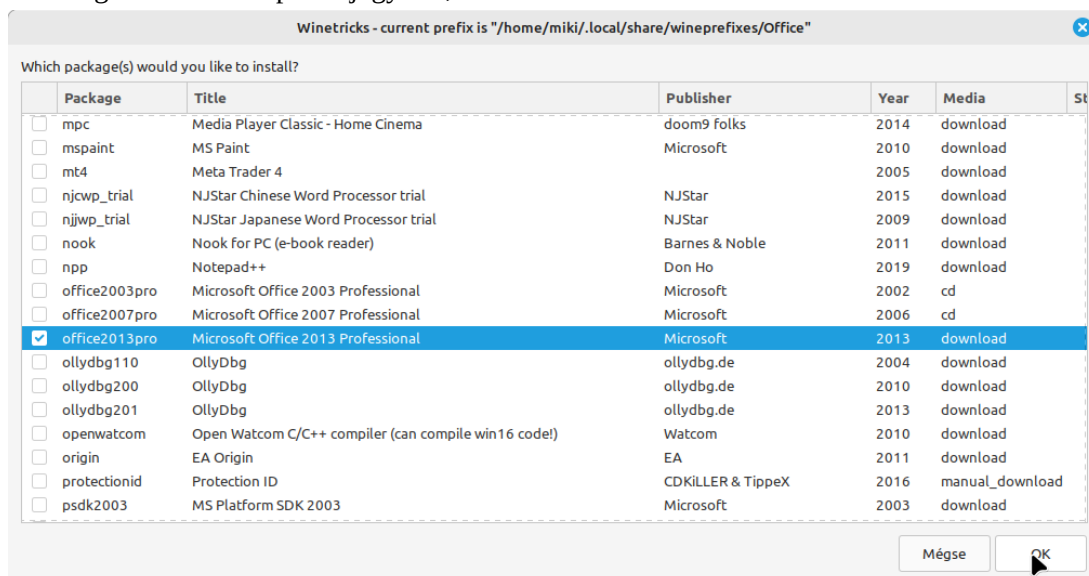 Winetricks - current prefix is "/home/miki/.local/share/wineprefixes/Office"
Which package(s) would you like to install?
Package Title Publisher Year Media St
mpc Media Player Classic - Home Cinema doom9 folks 2014 download
mspaint MS Paint Microsoft 2010 download
mt4 Meta Trader 4 2005 download
njcwp_trial NJStar Chinese Word Processor trial NJStar 2015 download
njjwp_trial NJStar Japanese Word Processor trial NJStar 2009 download
nook Nook for PC (e-book reader) Barnes & Noble 2011 download
npp Notepad++ Don Ho 2019 download
office2003pro Microsoft Office 2003 Professional Microsoft 2002 cd
office2007pro Microsoft Office 2007 Professional Microsoft 2006 cd
office2013pro Microsoft Office 2013 Professional Microsoft 2013 download
ollydbg110 OllyDbg ollydbg.de 2004 download
ollydbg200 OllyDbg ollydbg.de 2010 download
ollydbg201 OllyDbg ollydbg.de 2013 download
openwatcom Open Watcom C/C++ compiler (can compile win16 code!) Watcom 2010 download
origin EA Origin EA 2011 download
protectionid Protection ID CDKiLLER & TippeX 2016 manual_download
psdk2003 MS Platform SDK 2003 Microsoft 2003 download
Mégse OK